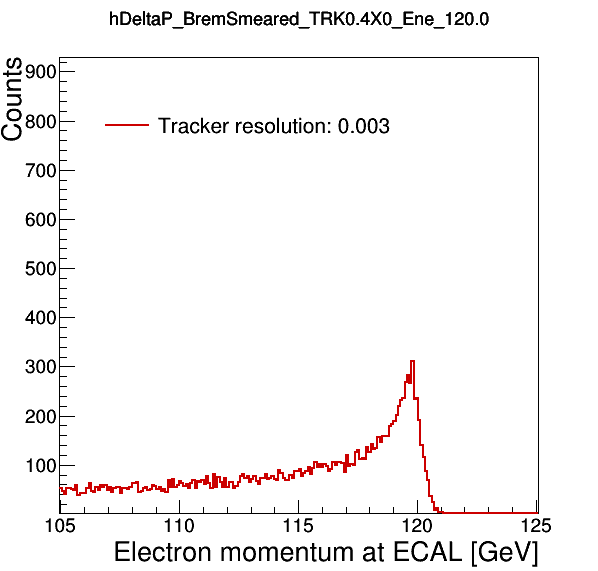 hDeltaP_BremSmeared_TRK0.4X0_Ene_120.0
Counts
900
800
700
600
500
400
300
200
100
Tracker resolution: 0.003
105 110 115 120 125
Electron momentum at ECAL [GeV]